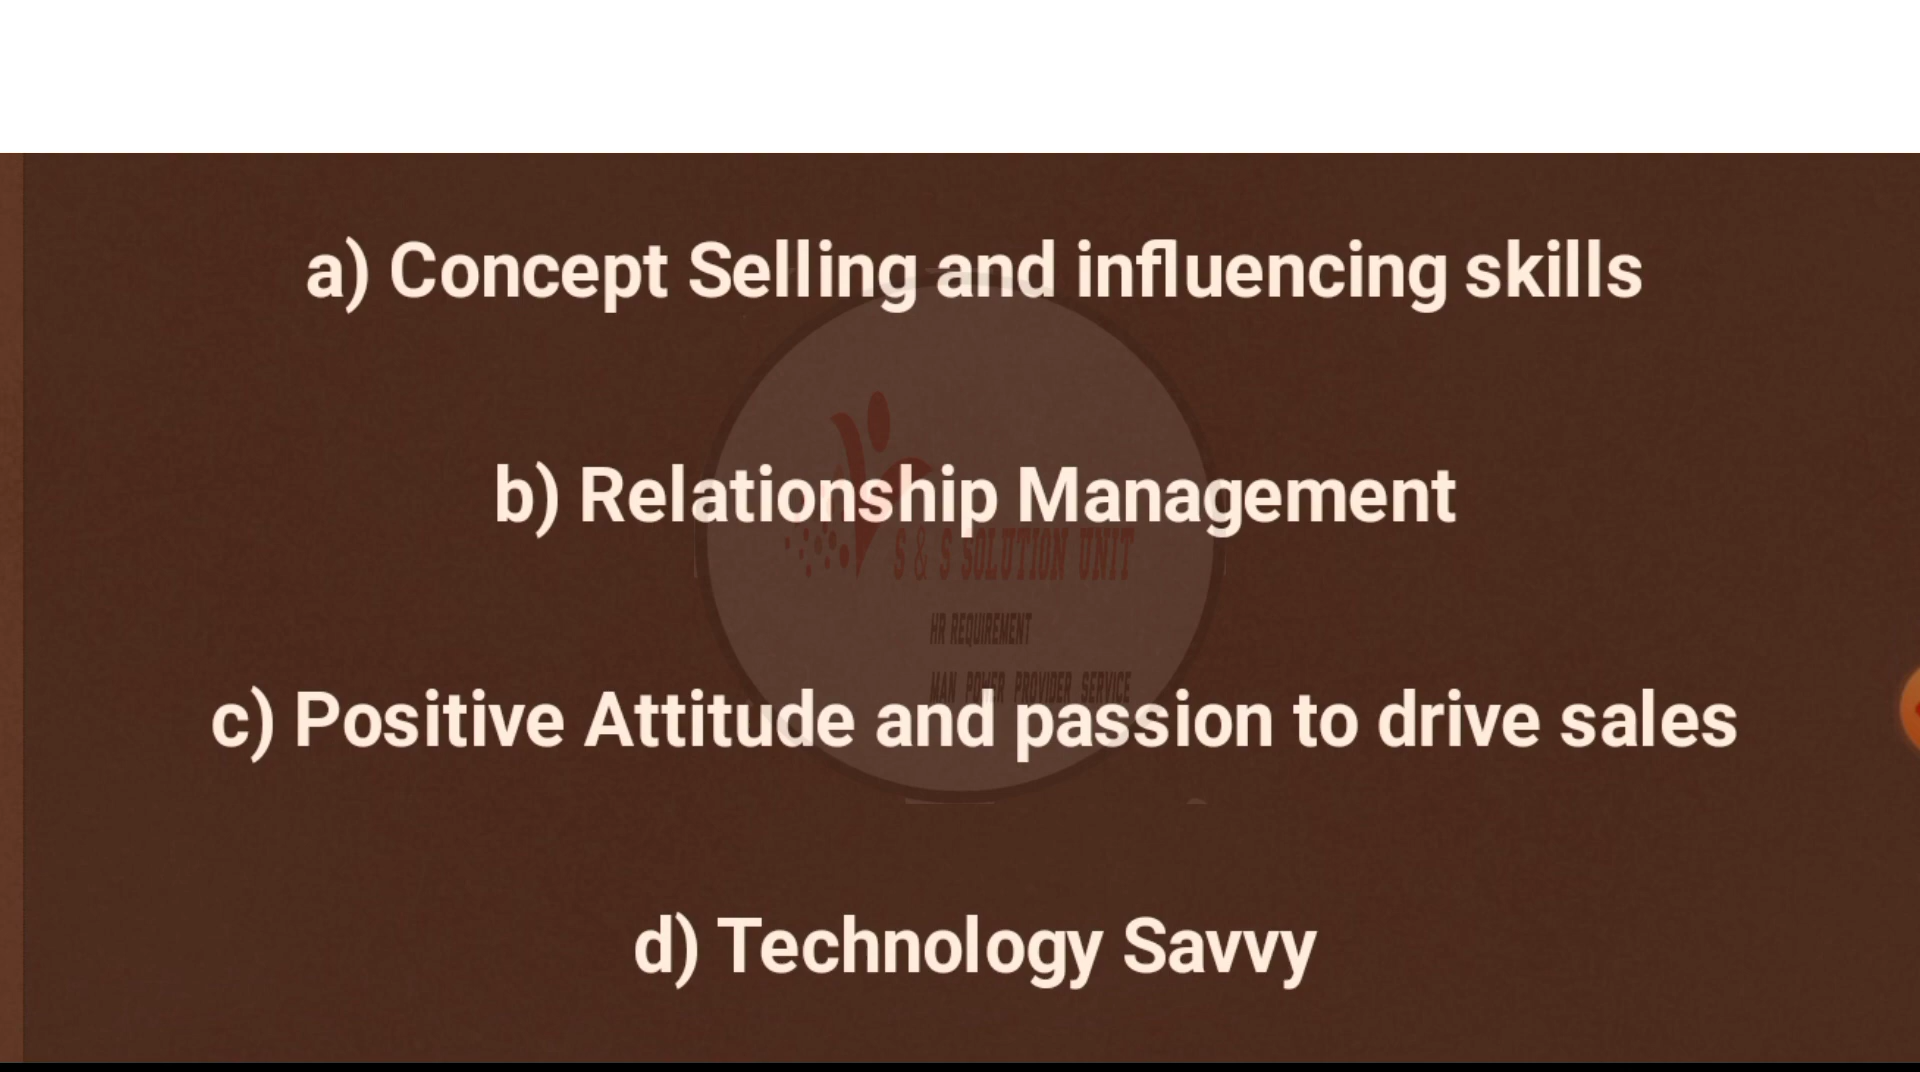 a) Concept Selling and influencing skills
b) Relationship Management
S & S SOLUTION UNIT
HR REQUIREMENT
MAN POWER PROVIDER SERVICE
c) Positive Attitude and passion to drive sales
d) Technology Savvy